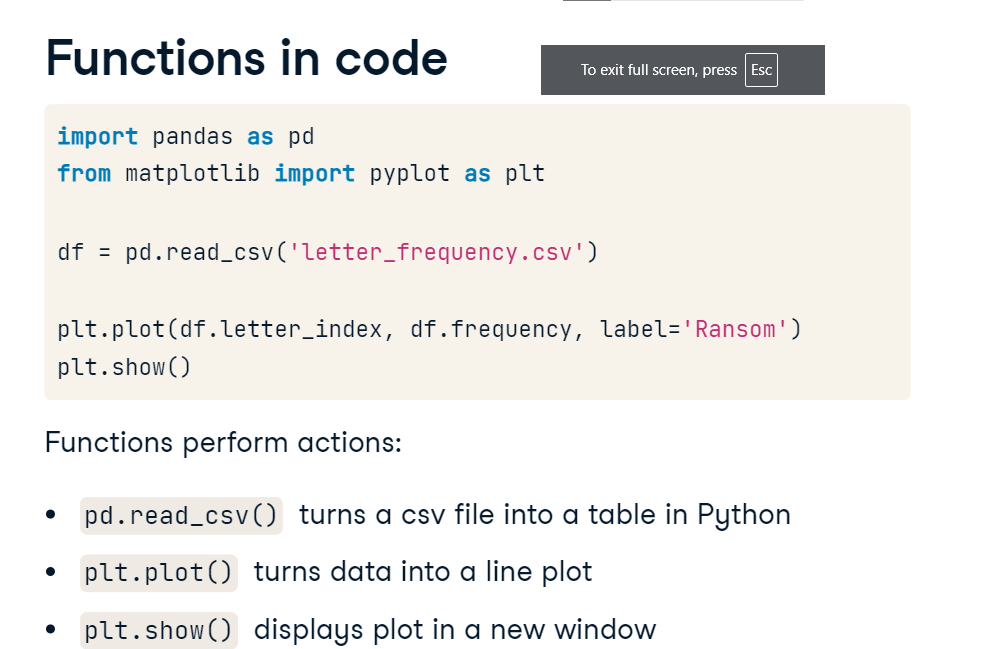 Functions in code
To exit full screen, press Esc
import pandas as pd
from matplotlib import pyplot as plt
df = pd.read_csv('letter_frequency.csv')
plt.plot(df.letter_index, df.frequency, label='Ransom')
plt.show()
Functions perform actions:
• pd.read_csv() turns a csv file into a table in Python
• plt.plot() turns data into a line plot
• plt.show() displays plot in a new window